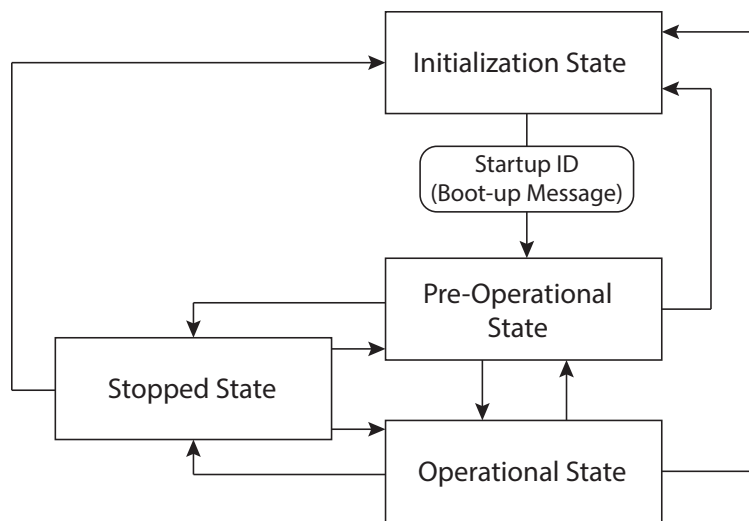 Initialization State
Startup ID
(Boot-up Message)
Pre-Operational
State
Stopped State
Operational State